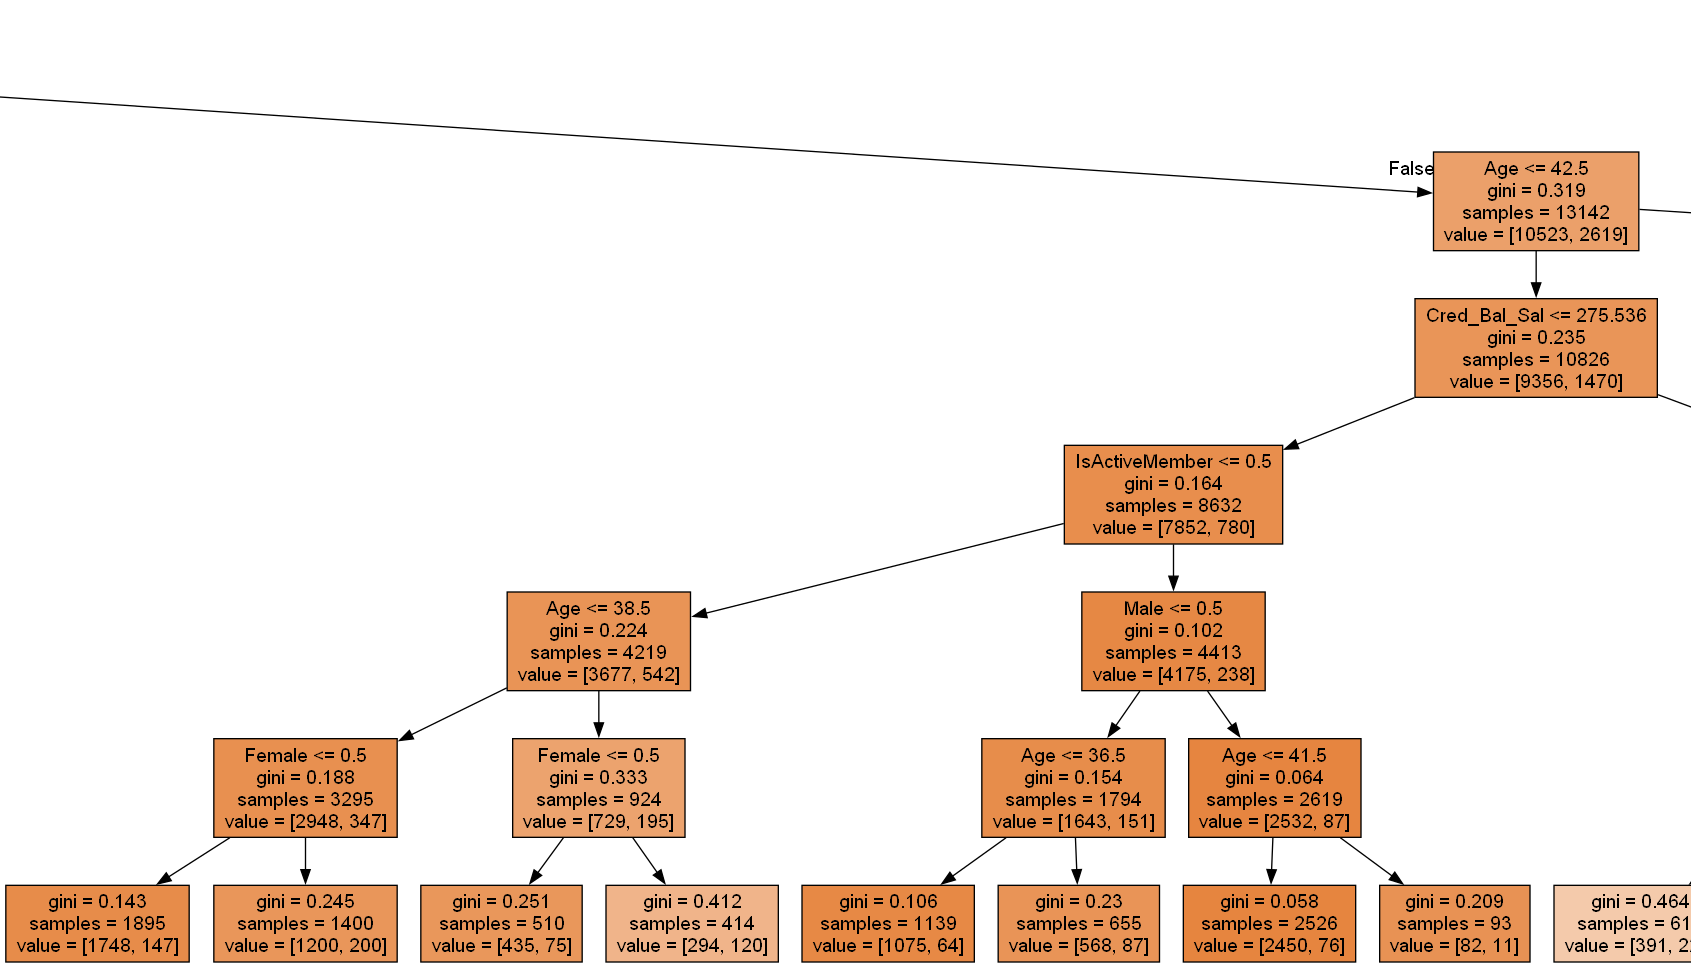 False
Age <= 42.5
gini = 0.319
samples = 13142
value = [10523, 2619]
Cred_Bal_Sal <= 275.536
gini = 0.235
samples = 10826
value = [9356, 1470]
IsActiveMember <= 0.5
gini = 0.164
samples = 8632
value = [7852, 780]
Age <= 38.5
gini = 0.224
samples = 4219
value = [3677, 542]
Male <= 0.5
gini = 0.102
samples = 4413
value = [4175, 238]
Female <= 0.5
gini = 0.188
samples = 3295
value = [2948, 347]
Female <= 0.5
gini = 0.333
samples = 924
value = [729, 195]
Age <= 36.5
gini = 0.154
samples = 1794
value = [1643, 151]
Age <= 41.5
gini = 0.064
samples = 2619
value = [2532, 87]
gini = 0.143
samples = 1895
value = [1748, 147]
gini = 0.245
samples = 1400
value = [1200, 200]
gini = 0.251
samples = 510
value = [435, 75]
gini = 0.412
samples = 414
value = [294, 120]
gini = 0.106
samples = 1139
value = [1075, 64]
gini = 0.23
samples = 655
value = [568, 87]
gini = 0.058
samples = 2526
value = [2450, 76]
gini = 0.209
samples = 93
value = [82, 11]
gini = 0.464
samples = 61
value = [391,